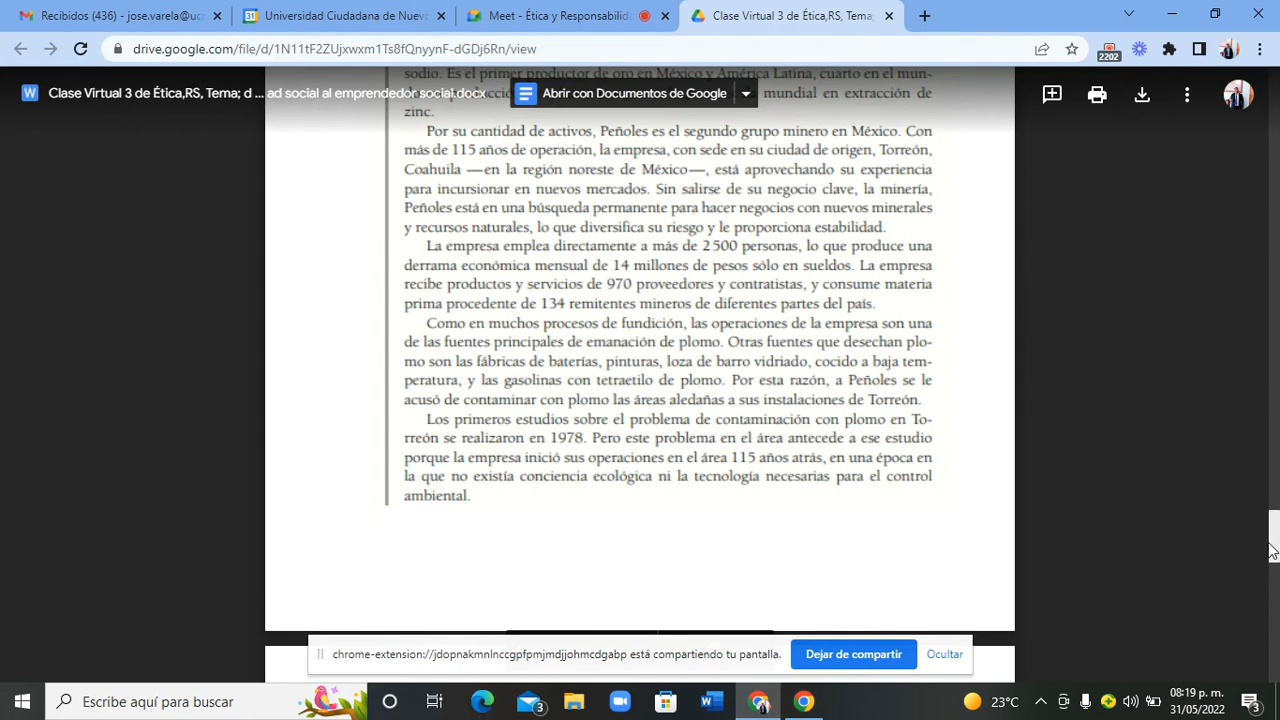 Recibidos (436) - jose.varela@ucn
Universidad Ciudadana de Nuevo
Meet - Ética y Responsabilida
Clase Virtual 3 de Ética,RS, Tema;
drive.google.com/file/d/1N11tF2ZUjxwxm1Ts8fQnyynF-dGDj6Rn/view
2202
sodio. Es el primer productor de oro en México y América Latina, cuarto en el mun-
Clase Virtual 3 de Ética,RS, Tema; d ... ad social al emprendedor social.docx
Abrir con Documentos de Google
mundial en extracción de
zinc.
Por su cantidad de activos, Peñoles es el segundo grupo minero en México. Con
más de 115 años de operación, la empresa, con sede en su ciudad de origen, Torreón,
Coahuila —en la región noreste de México—, está aprovechando su experiencia
para incursionar en nuevos mercados. Sin salirse de su negocio clave, la minería,
Peñoles está en una búsqueda permanente para hacer negocios con nuevos minerales
y recursos naturales, lo que diversifica su riesgo y le proporciona estabilidad.
La empresa emplea directamente a más de 2 500 personas, lo que produce una
derrama económica mensual de 14 millones de pesos sólo en sueldos. La empresa
recibe productos y servicios de 970 proveedores y contratistas, y consume materia
prima procedente de 134 remitentes mineros de diferentes partes del país.
Como en muchos procesos de fundición, las operaciones de la empresa son una
de las fuentes principales de emanación de plomo. Otras fuentes que desechan plo-
mo son las fábricas de baterías, pinturas, loza de barro vidriado, cocido a baja tem-
peratura, y las gasolinas con tetraetilo de plomo. Por esta razón, a Peñoles se le
acusó de contaminar con plomo las áreas aledañas a sus instalaciones de Torreón.
Los primeros estudios sobre el problema de contaminación con plomo en To-
rreón se realizaron en 1978. Pero este problema en el área antecede a ese estudio
porque la empresa inició sus operaciones en el área 115 años atrás, en una época en
la que no existía conciencia ecológica ni la tecnología necesarias para el control
ambiental.
chrome-extension://jdopnakmnlnccgpfpmjmdjjohmcdgabp está compartiendo tu pantalla.
Dejar de compartir
Ocultar
Escribe aquí para buscar
3
23°C
08:19 p. m.
31/05/2022
3